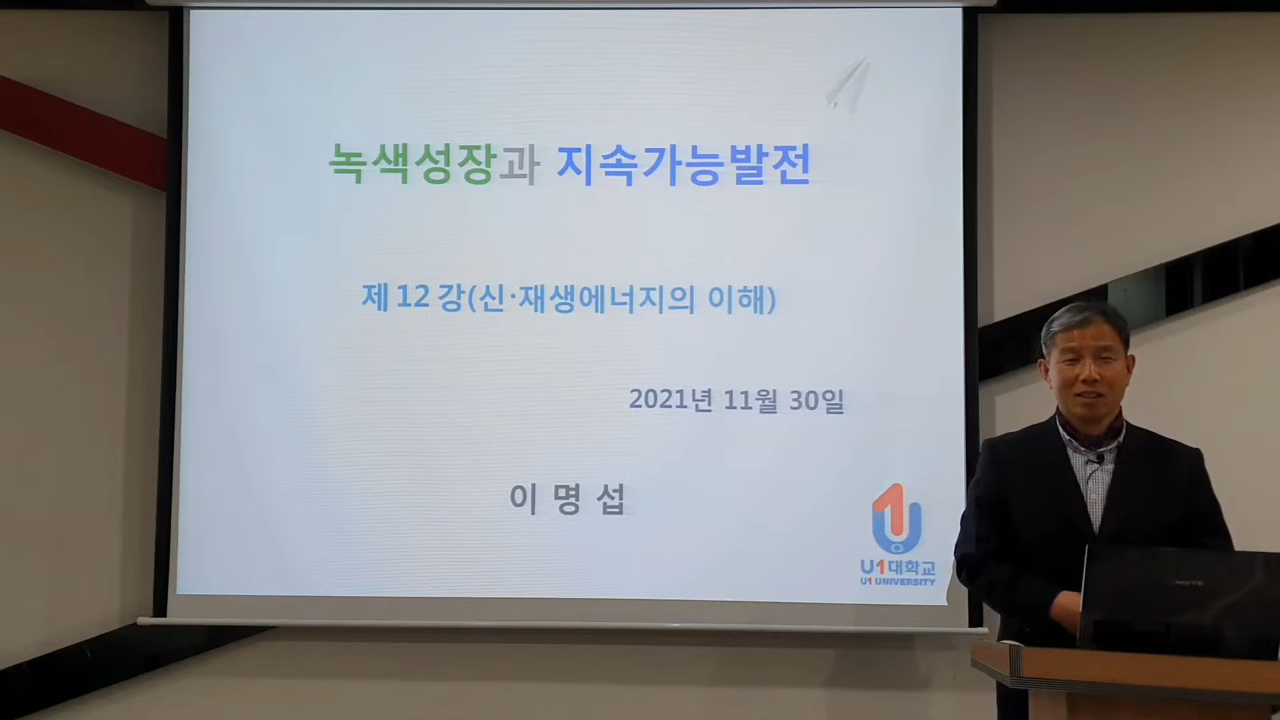 녹색성장과 지속가능발전
제 12 강(신·재생에너지의 이해)
2021년 11월 30일
이 명 섭
U1대학교
U1 UNIVERSITY